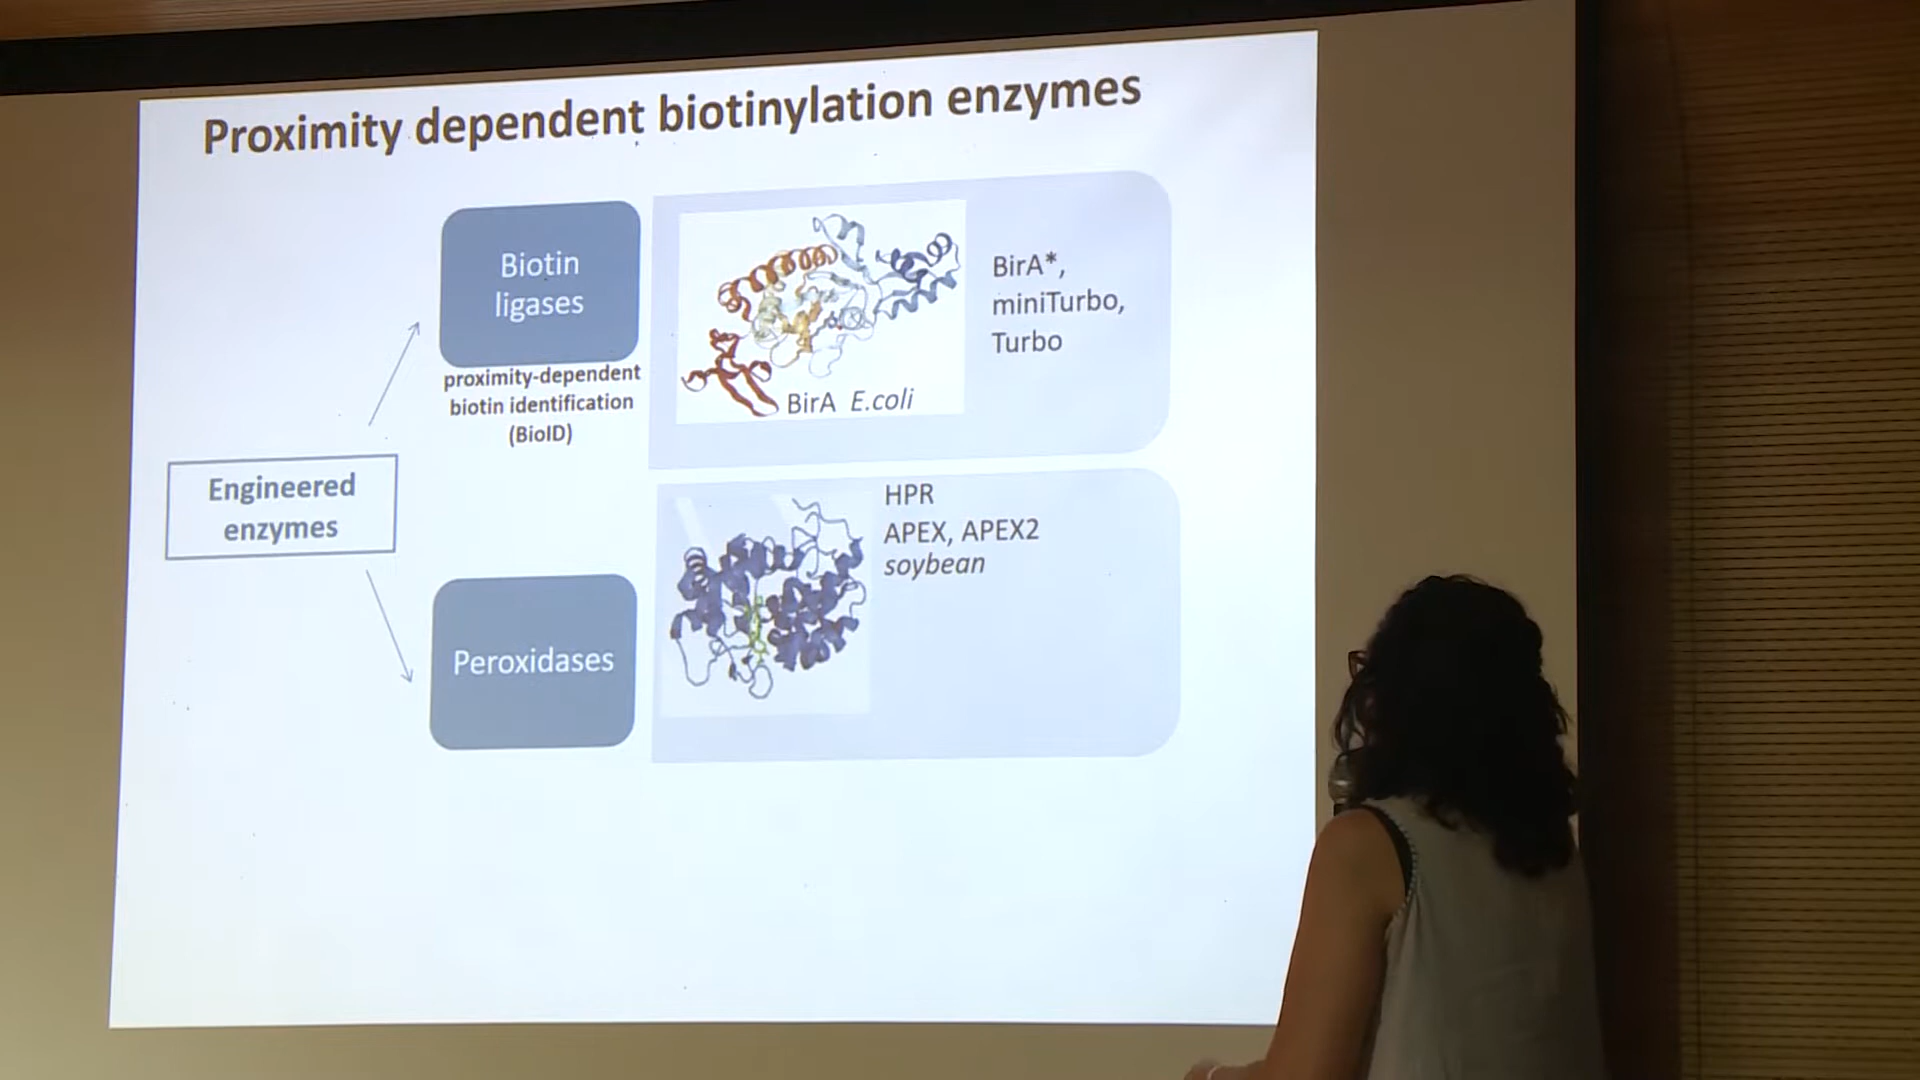 Proximity dependent biotinylation enzymes
Biotin
ligases
proximity-dependent
biotin identification
(BioID)
BirA E.coli
BirA*,
miniTurbo,
Turbo
Engineered
enzymes
Peroxidases
HPR
APEX, APEX2
soybean